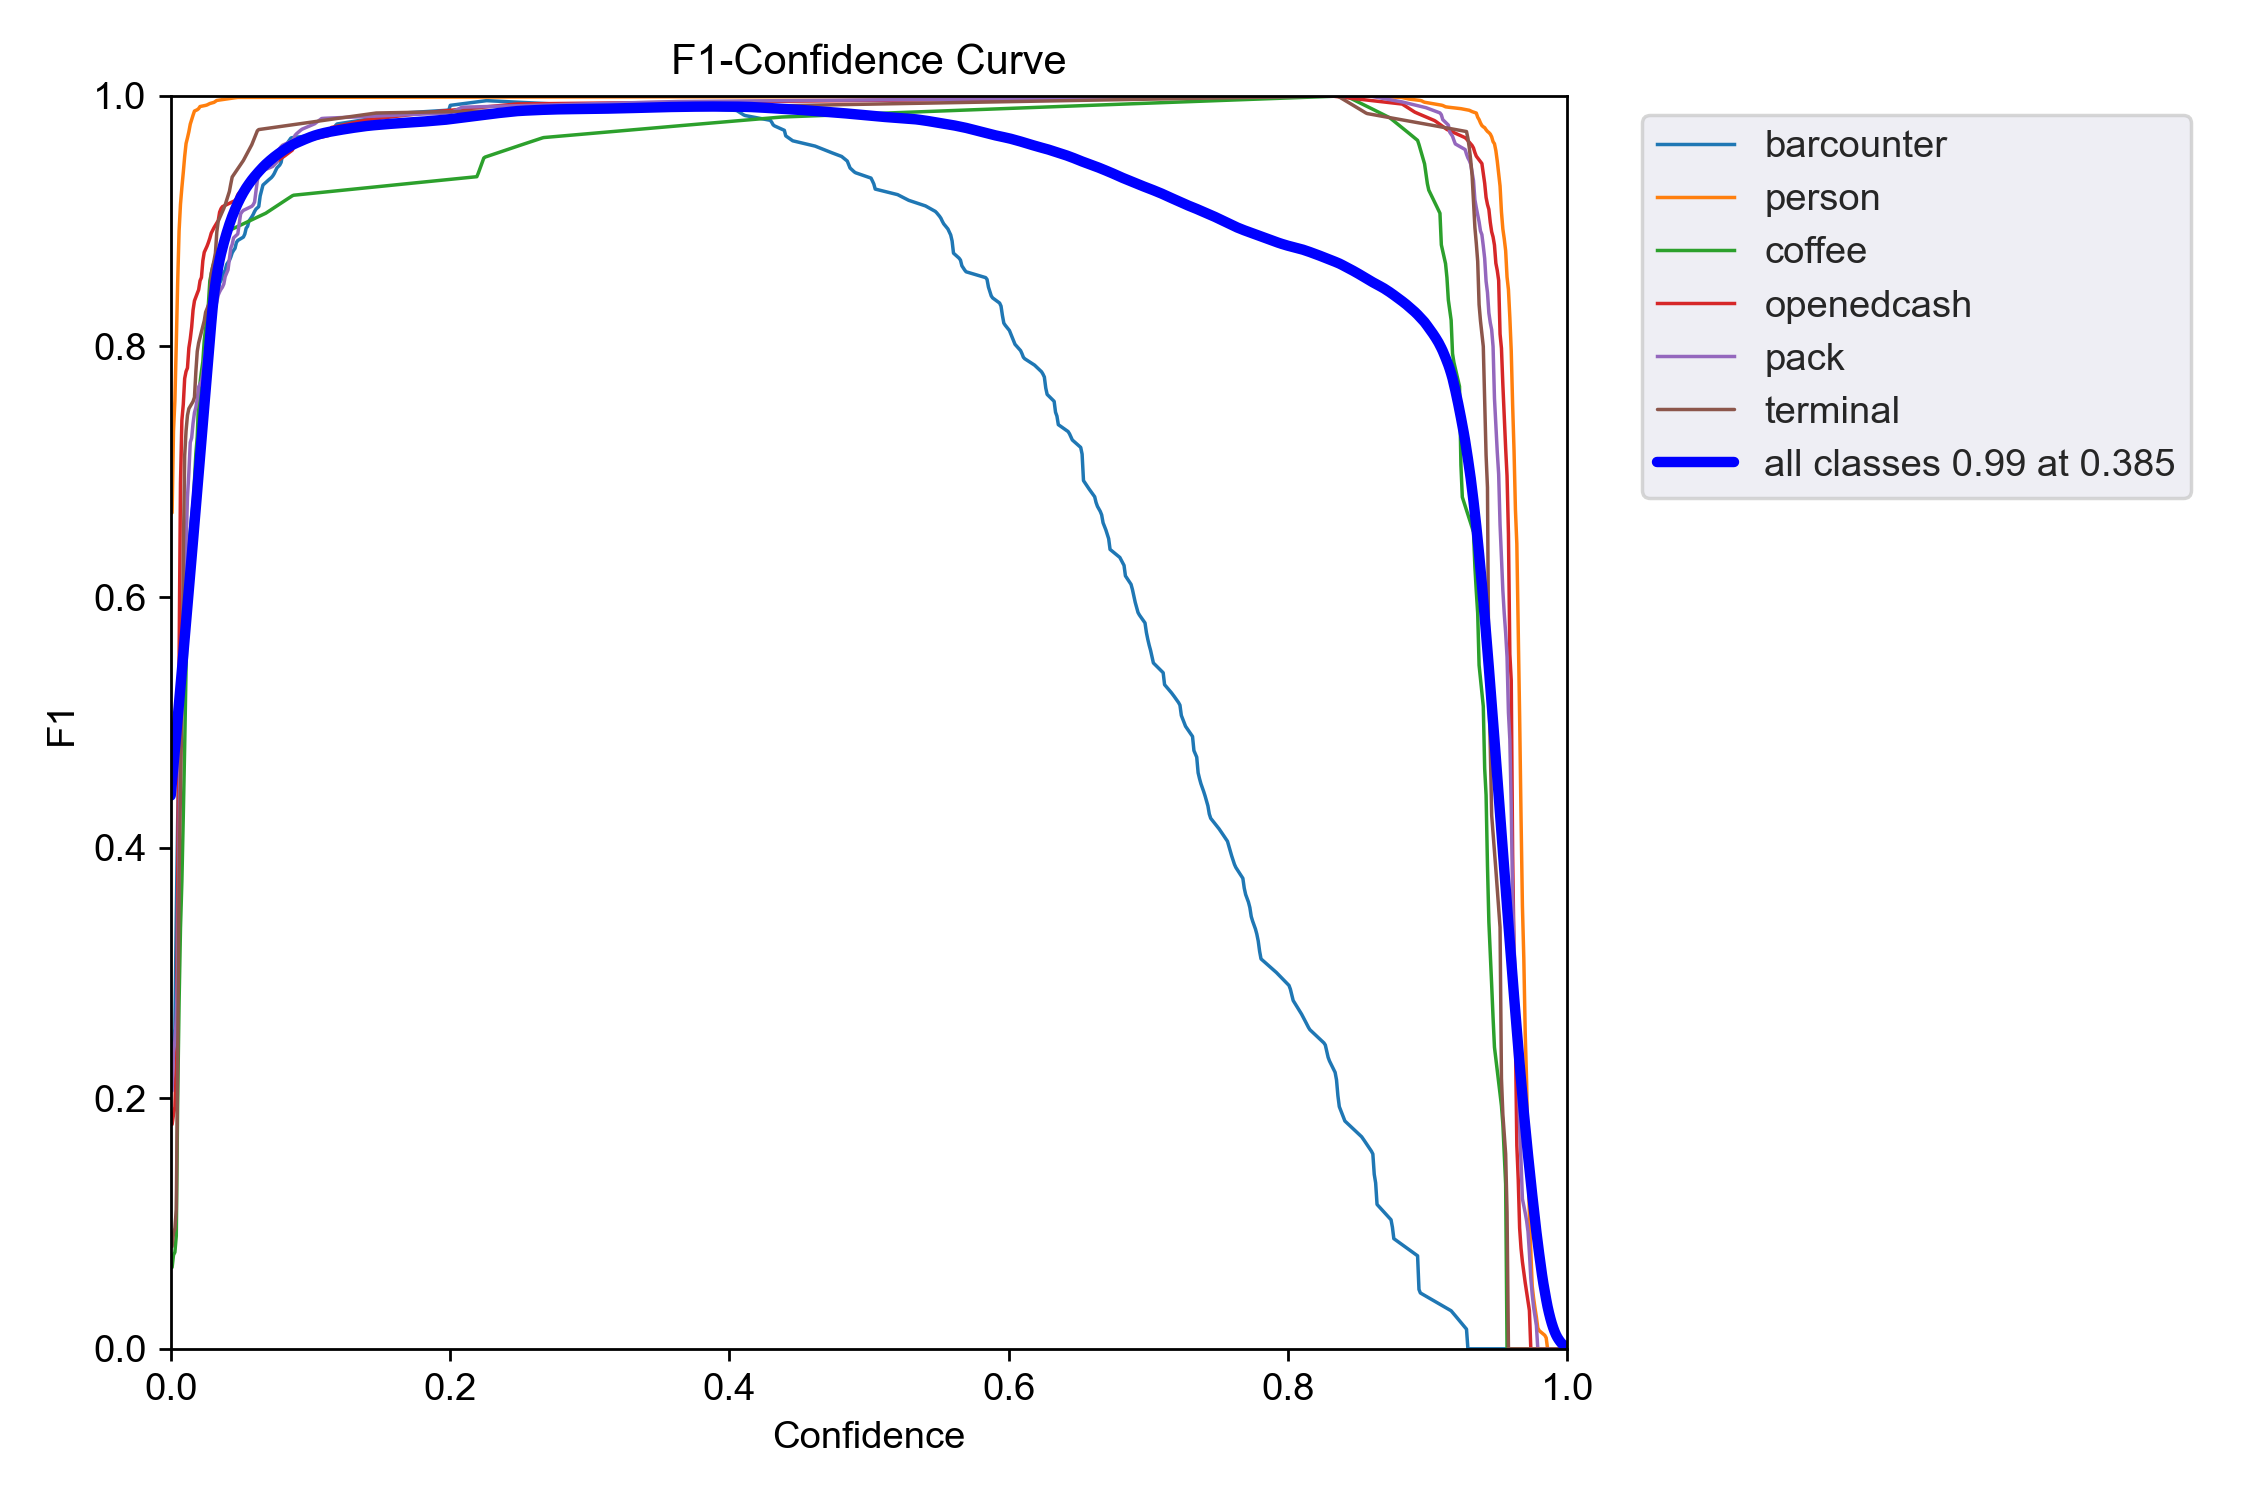 F1-Confidence Curve
1.0
0.8
0.6
0.4
0.2
0.0
F1
0.0 0.2 0.4 0.6 0.8 1.0
Confidence
barcounter
person
coffee
openedcash
pack
terminal
all classes 0.99 at 0.385